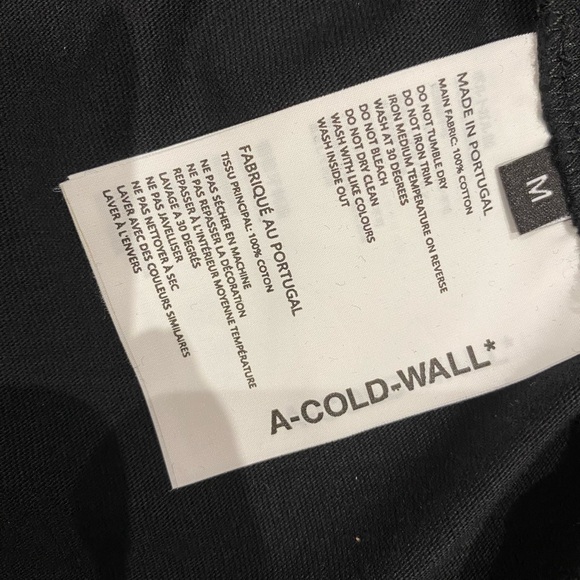 MADE IN PORTUGAL
MAIN FABRIC: 100% COTTON
DO NOT TUMBLE DRY
DO NOT IRON TRIM
IRON MEDIUM TEMPERATURE ON REVERSE
WASH AT 30 DEGREES
DO NOT BLEACH
DO NOT DRY CLEAN
WASH WITH LIKE COLOURS
WASH INSIDE OUT
FABRIQUÉ AU PORTUGAL
TISSU PRINCIPAL: 100% COTON
NE PAS SÉCHER EN MACHINE
NE PAS REPASSER LA DÉCORATION
REPASSER À L'INTÉRIEUR MOYENNE TEMPÉRATURE
LAVAGE A 30 DEGRÉS
NE PAS JAVELLISER
NE PAS NETTOYER À SEC
LAVER AVEC DES COULEURS SIMILAIRES
LAVER À L'ENVERS
A-COLD-WALL*
M